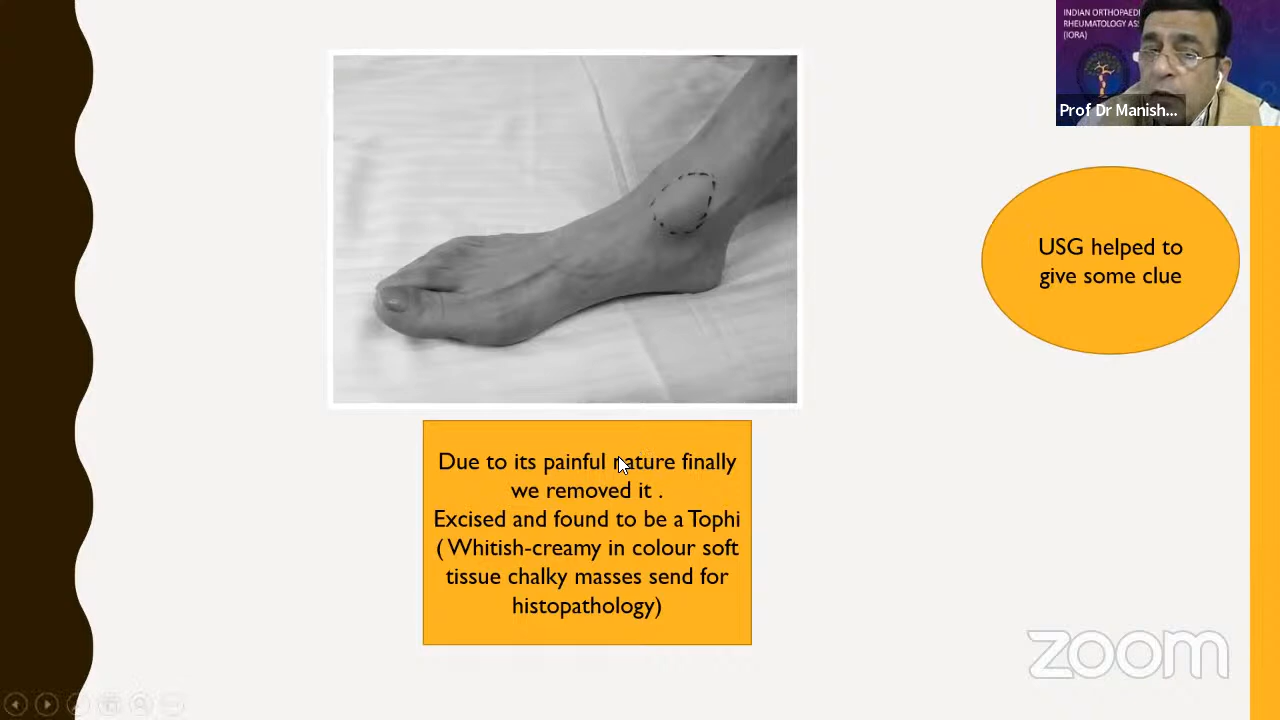 INDIAN ORTHOPAEDI
RHEUMATOLOGY AS
(IORA)
Prof Dr Manish...
USG helped to
give some clue
Due to its painful nature finally
we removed it .
Excised and found to be a Tophi
( Whitish-creamy in colour soft
tissue chalky masses send for
histopathology)
zoom